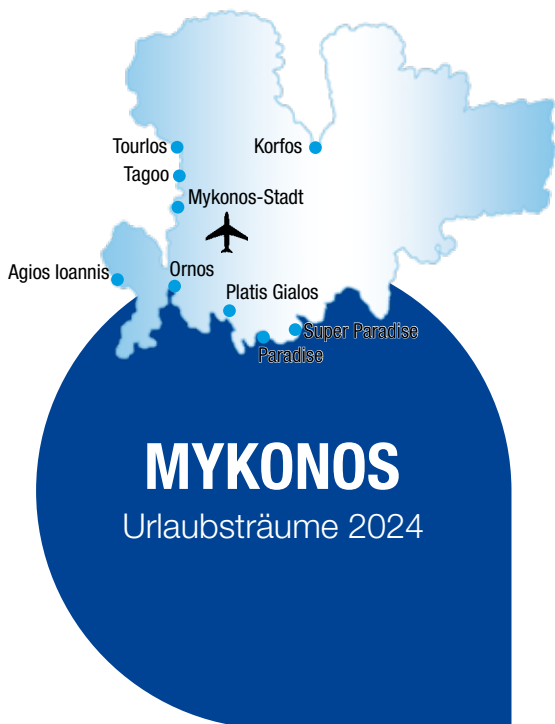 Tourlos
Korfos
Tagoo
Mykonos-Stadt
Agios Ioannis
Ornos
Platis Gialos
Super Paradise
Paradise
MYKONOS
Urlaubsträume 2024